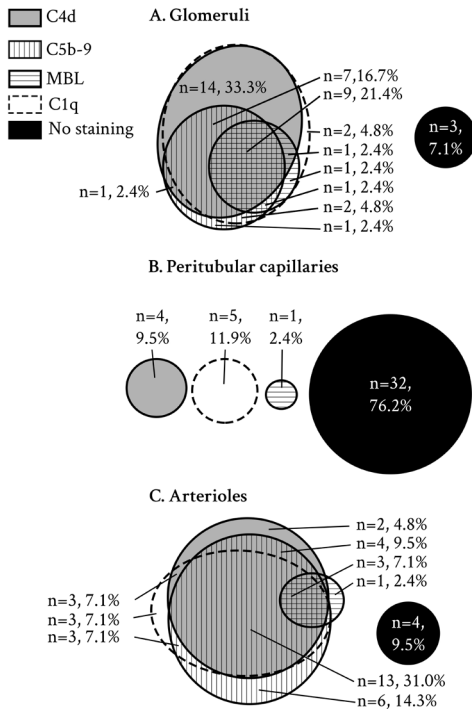 C4d
C5b-9
MBL
C1q
No staining
A. Glomeruli
n=14, 33.3%
n=7,16.7%
n=9, 21.4%
n=2, 4.8%
n=1, 2.4%
n=1, 2.4%
n=1, 2.4%
n=2, 4.8%
n=1, 2.4%
n=1, 2.4%
n=3,
7.1%
B. Peritubular capillaries
n=4,
9.5%
n=5,
11.9%
n=1,
2.4%
n=32,
76.2%
C. Arterioles
n=2, 4.8%
n=4, 9.5%
n=3, 7.1%
n=1, 2.4%
n=3, 7.1%
n=3, 7.1%
n=3, 7.1%
n=4,
9.5%
n=13, 31.0%
n=6, 14.3%